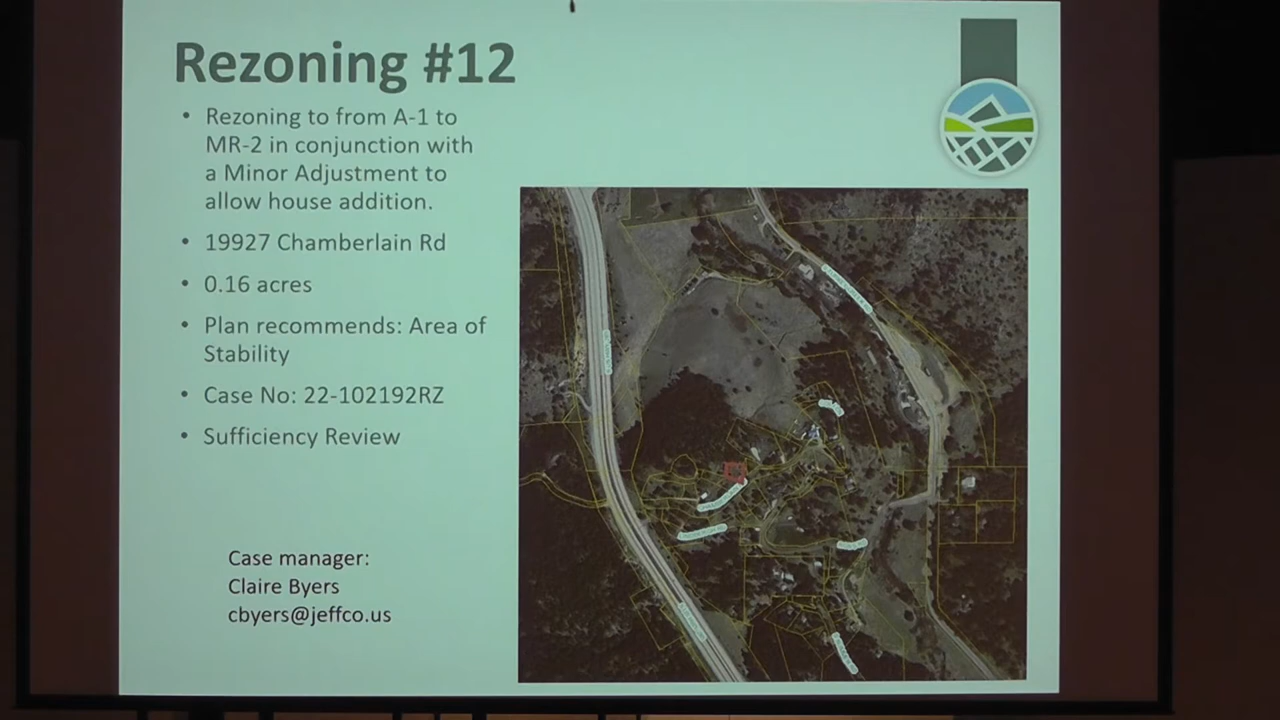 Rezoning #12
• Rezoning to from A-1 to
MR-2 in conjunction with
a Minor Adjustment to
allow house addition.
• 19927 Chamberlain Rd
• 0.16 acres
• Plan recommends: Area of
Stability
• Case No: 22-102192RZ
• Sufficiency Review
Case manager:
Claire Byers
cbyers@jeffco.us